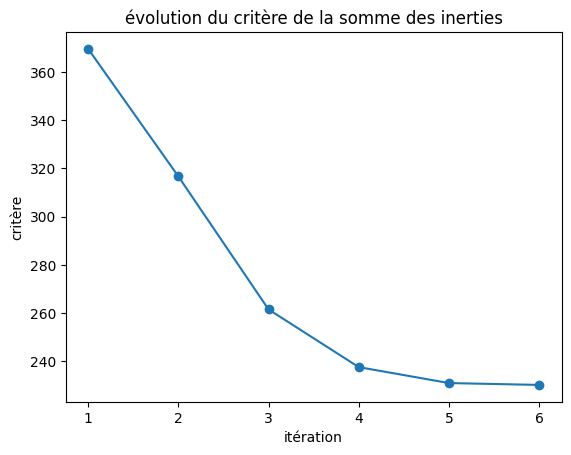 évolution du critère de la somme des inerties
critère
360
340
320
300
280
260
240
1 2 3 4 5 6
itération